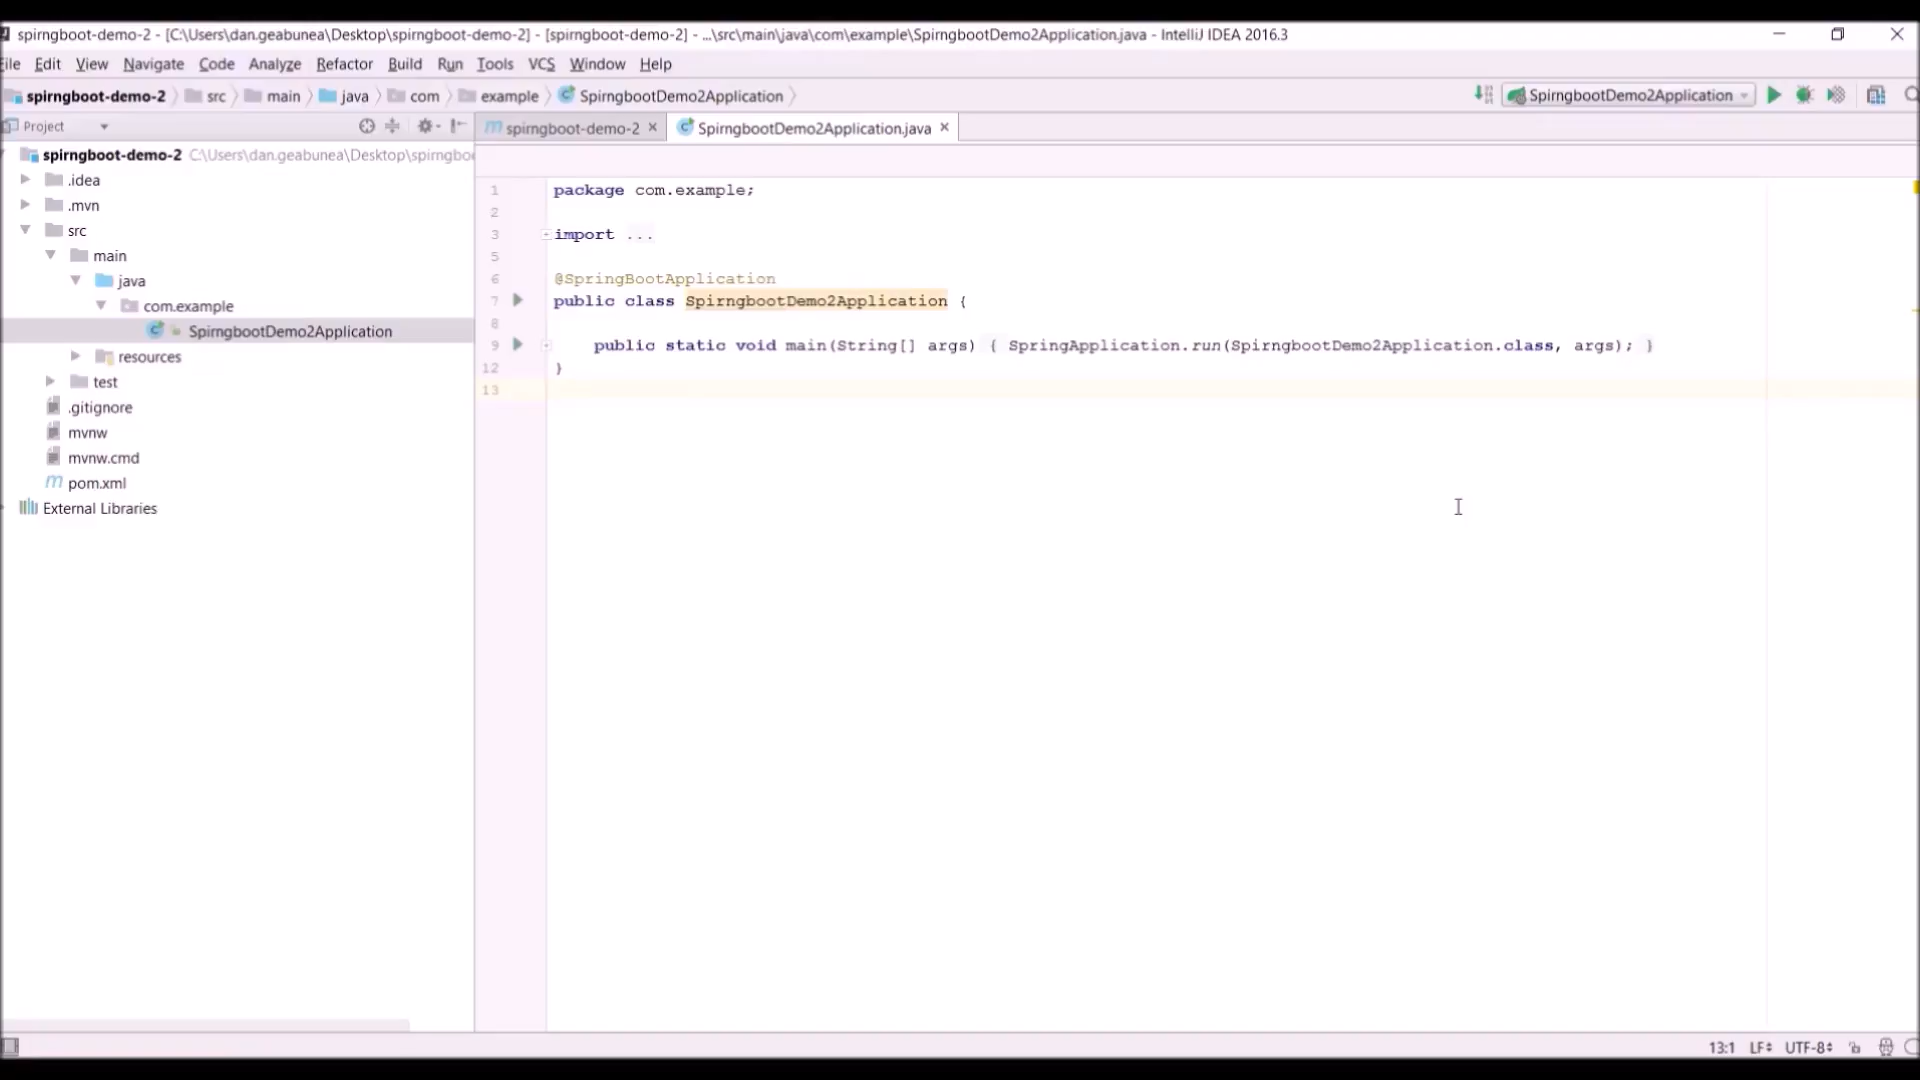 spirngboot-demo-2 - [C:\Users\dan.geabunea\Desktop\spirngboot-demo-2] - [spirngboot-demo-2] - ...\src\main\java\com\example\SpirngbootDemo2Application.java - IntelliJ IDEA 2016.3
ile Edit View Navigate Code Analyze Refactor Build Run Tools VCS Window Help
spirngboot-demo-2 src main java com example SpirngbootDemo2Application SpirngbootDemo2Application
Project spirngboot-demo-2 SpirngbootDemo2Application.java
spirngboot-demo-2 C:\Users\dan.geabunea\Desktop\spirngboo
.idea
.mvn
src
main
java
com.example
SpirngbootDemo2Application
resources
test
.gitignore
mvnw
mvnw.cmd
pom.xml
External Libraries
1 package com.example;
2
3 import ...
5
6 @SpringBootApplication
7 public class SpirngbootDemo2Application {
8
9 public static void main(String[] args) { SpringApplication.run(SpirngbootDemo2Application.class, args); }
12 }
13
13:1 LF UTF-8